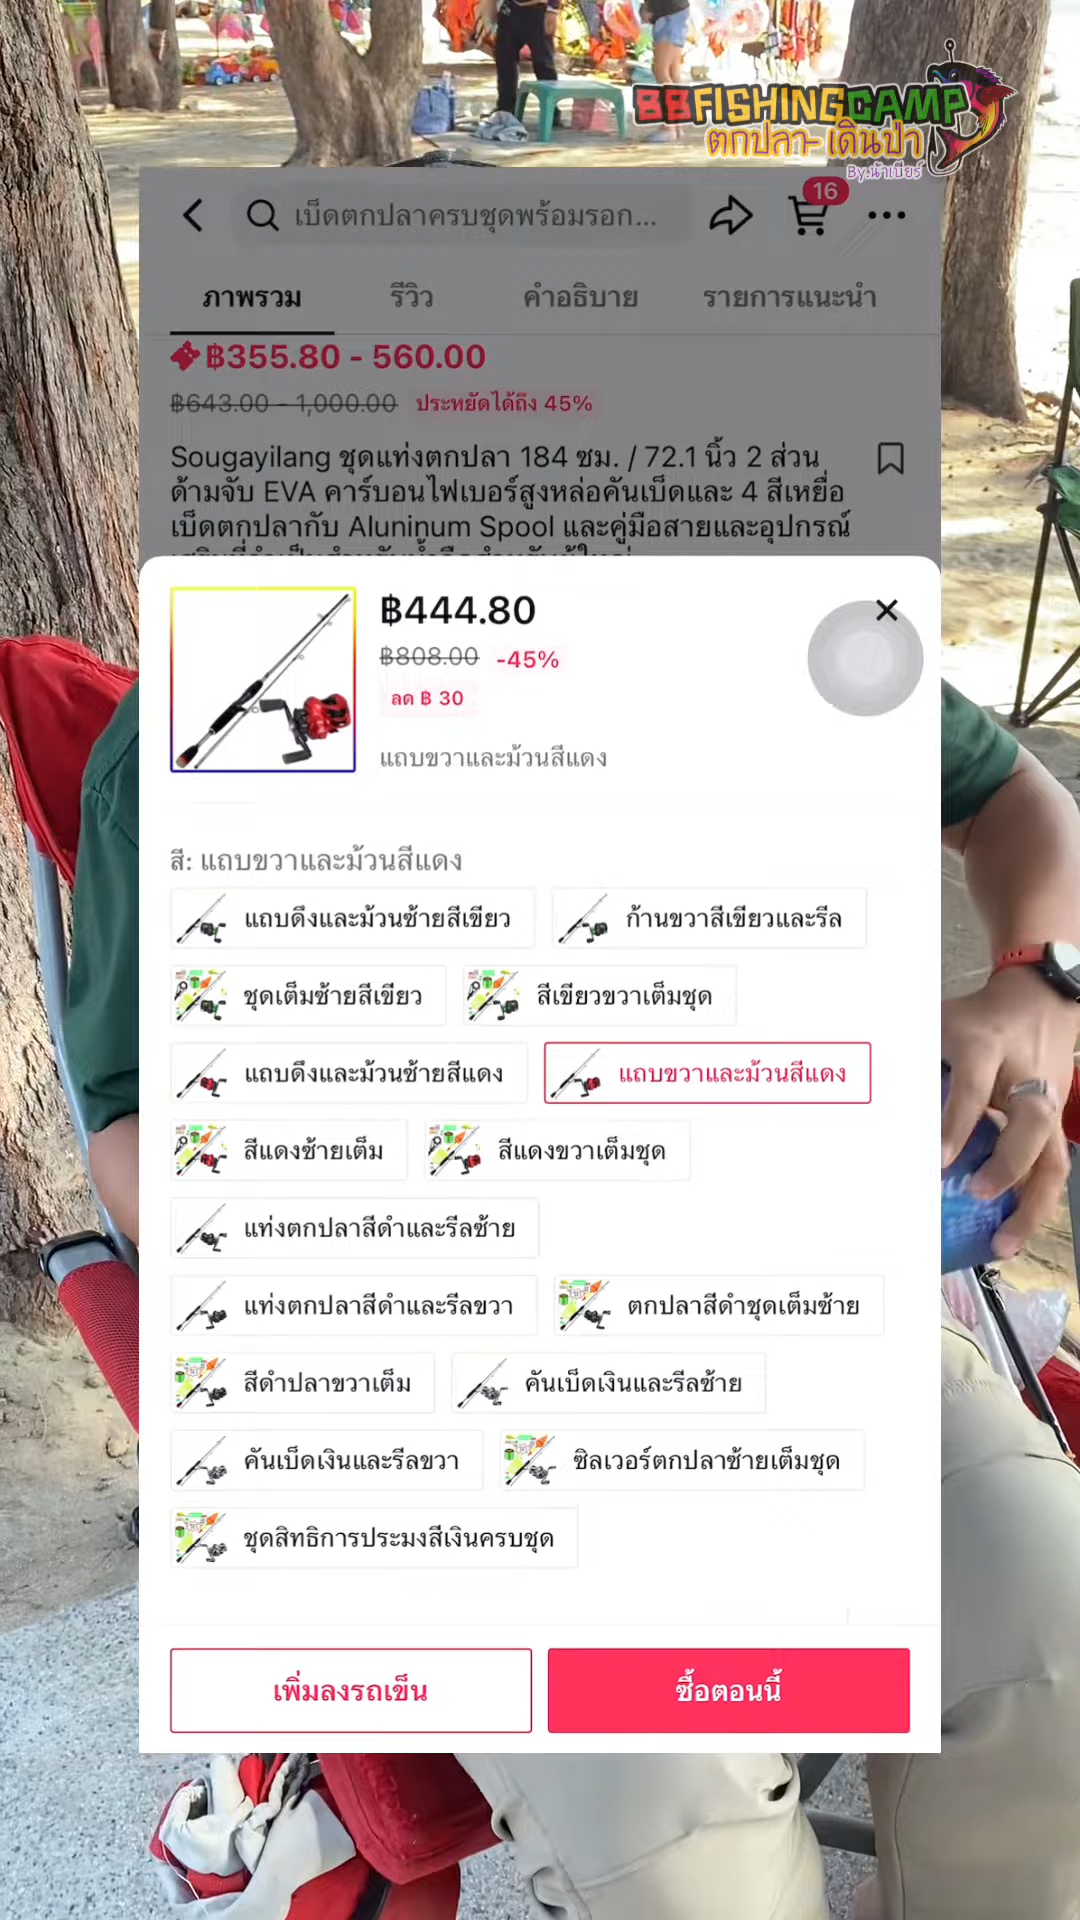 BBFISHINGCAMP
ตกปลา- เดินป่า
By.น้าเบียร์
เบ็ดตกปลาครบชุดพร้อมรอก...
16
ภาพรวม
รีวิว
คำอธิบาย
รายการแนะนำ
฿355.80 - 560.00
฿643.00 - 1,000.00 ประหยัดได้ถึง 45%
Sougayilang ชุดแท่งตกปลา 184 ซม. / 72.1 นิ้ว 2 ส่วน
ด้ามจับ EVA คาร์บอนไฟเบอร์สูงหล่อคันเบ็ดและ 4 สีเหยื่อ
เบ็ดตกปลากับ Aluninum Spool และคู่มือสายและอุปกรณ์
฿444.80
฿808.00 -45%
ลด ฿ 30
แถบขวาและม้วนสีแดง
สี: แถบขวาและม้วนสีแดง
แถบดึงและม้วนซ้ายสีเขียว
ก้านขวาสีเขียวและรีล
ชุดเต็มซ้ายสีเขียว
สีเขียวขวาเต็มชุด
แถบดึงและม้วนซ้ายสีแดง
แถบขวาและม้วนสีแดง
สีแดงซ้ายเต็ม
สีแดงขวาเต็มชุด
แท่งตกปลาสีดำและรีลซ้าย
แท่งตกปลาสีดำและรีลขวา
ตกปลาสีดำชุดเต็มซ้าย
สีดำปลาขวาเต็ม
คันเบ็ดเงินและรีลซ้าย
คันเบ็ดเงินและรีลขวา
ซิลเวอร์ตกปลาซ้ายเต็มชุด
ชุดสิทธิการประมงสีเงินครบชุด
เพิ่มลงรถเข็น
ซื้อตอนนี้